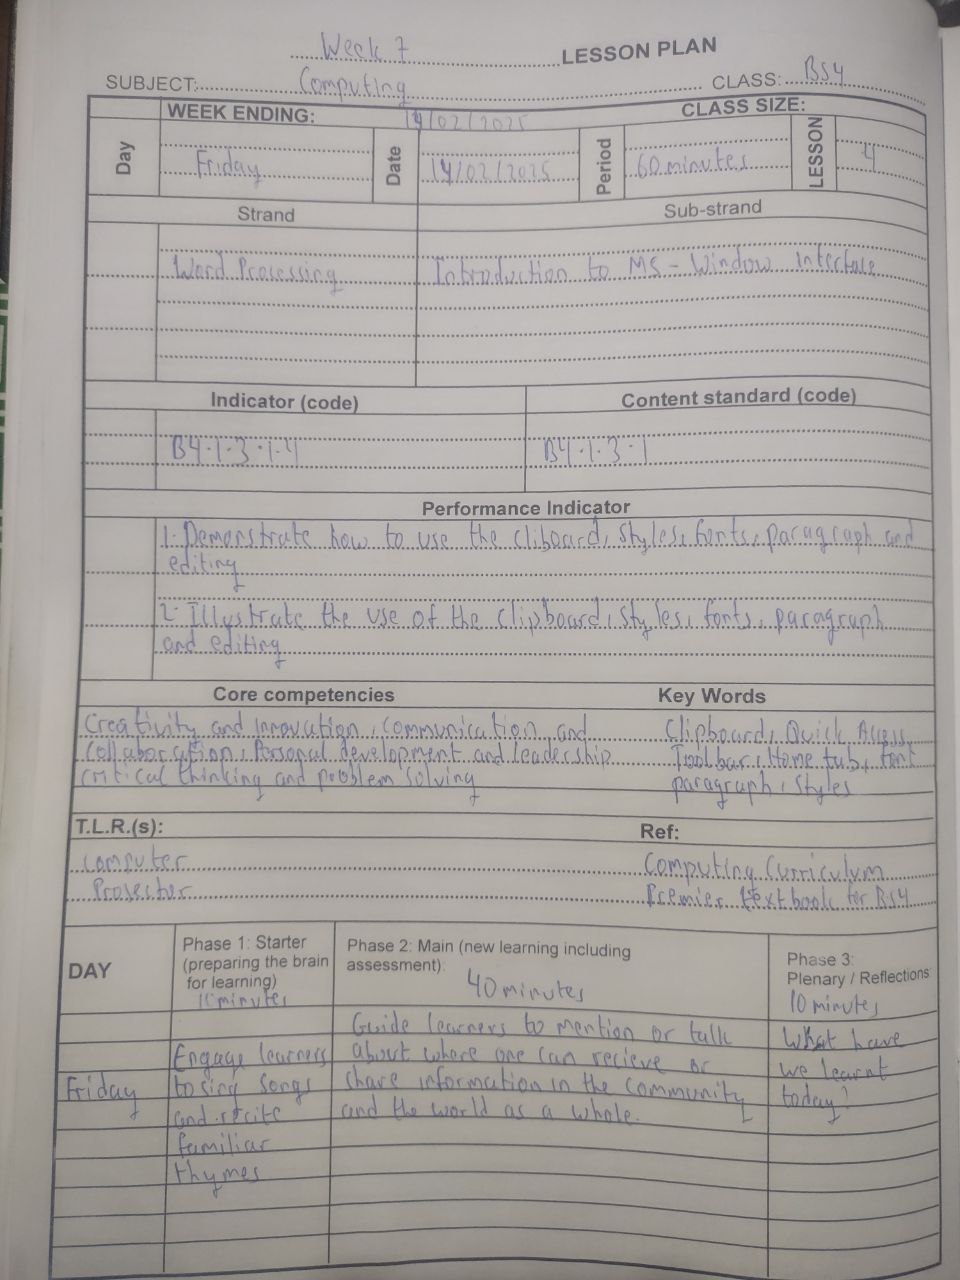 Week 7 LESSON PLAN
SUBJECT: Computing CLASS: BS4
WEEK ENDING: 14/02/2025 CLASS SIZE:
Day Friday Date 14/02/2025 Period 60 minutes LESSON 4
Strand Sub-strand
Word Processing Introduction to MS - Window interface
Indicator (code) Content standard (code)
B4.1.3.1.4 B4.1.3.1
Performance Indicator
1. Demonstrate how to use the cliboard, styles, fonts, paragraph and
editing
2. Illustrate the use of the clipboard, styles, fonts, paragraph
and editing
Core competencies Key Words
Creativity and innovation, communication and Clipboard, Quick Access
collaboration, Personal development and leadership Toolbar, Home tab, font
critical thinking and problem solving paragraph, styles
T.L.R.(s): Ref:
computer Computing Curriculum
Prosecter Premier textbook for BS4
DAY
Phase 1: Starter
(preparing the brain
for learning)
10 minutes
Phase 2: Main (new learning including
assessment)
40 minutes
Phase 3:
Plenary / Reflections
10 minutes
Friday
Engage learners
to sing songs
and recite
familiar
rhymes
Guide learners to mention or talk
about where one can recieve or
share information in the community
and the world as a whole.
What have
we learnt
today?